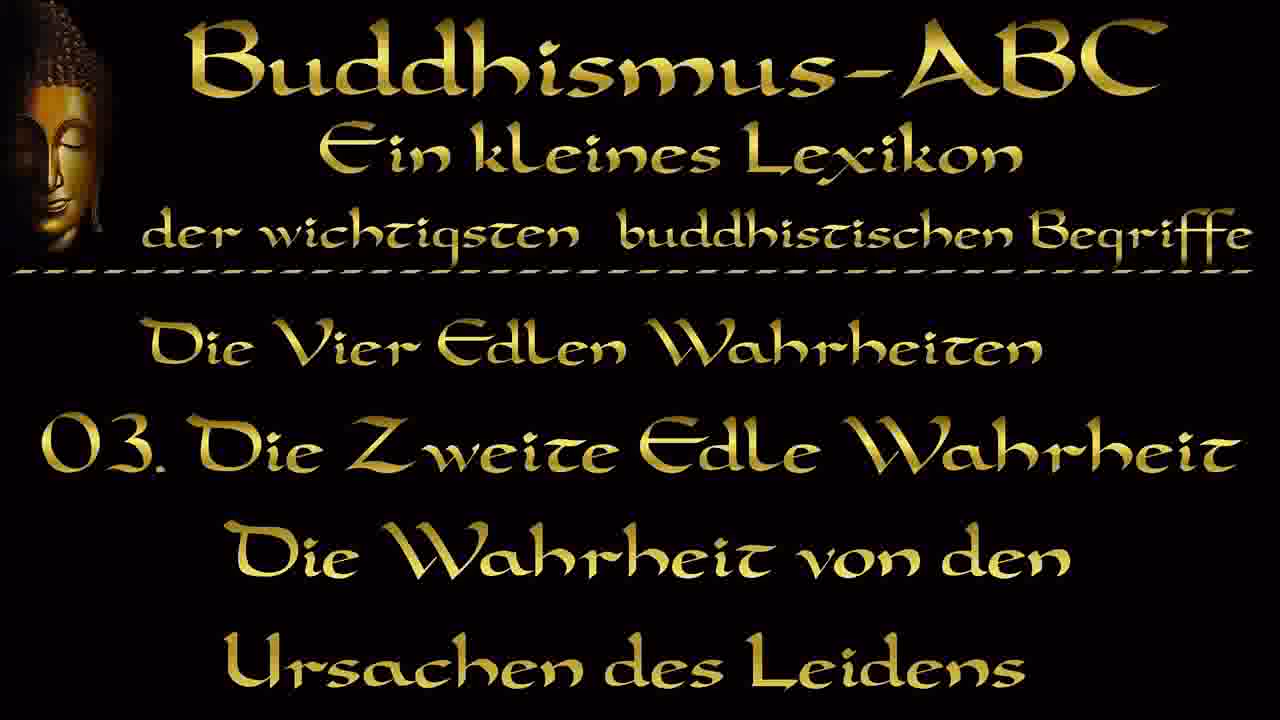 Buddhismus-ABC
Ein kleines Lexikon
der wichtigsten buddhistischen Begriffe
Die Vier Edlen Wahrheiten
03. Die Zweite Edle Wahrheit
Die Wahrheit von den
Ursachen des Leidens